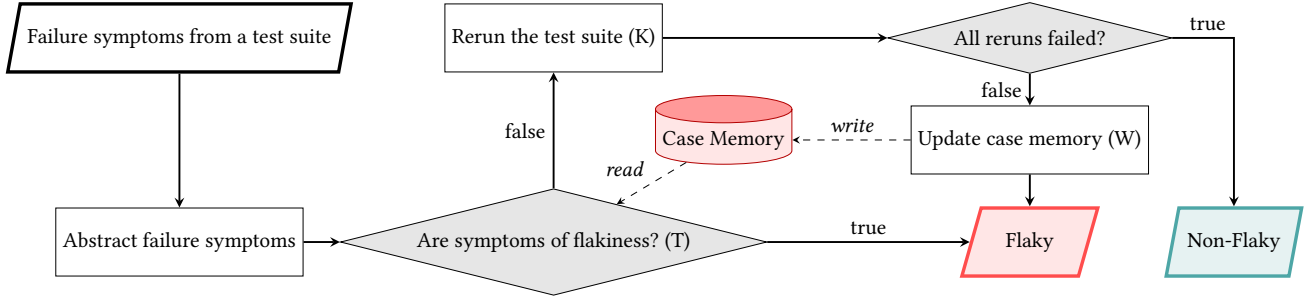 Failure symptoms from a test suite
Rerun the test suite (K)
All reruns failed?
true
false
false
Case Memory
write
Update case memory (W)
read
Abstract failure symptoms
Are symptoms of flakiness? (T)
true
Flaky
Non-Flaky